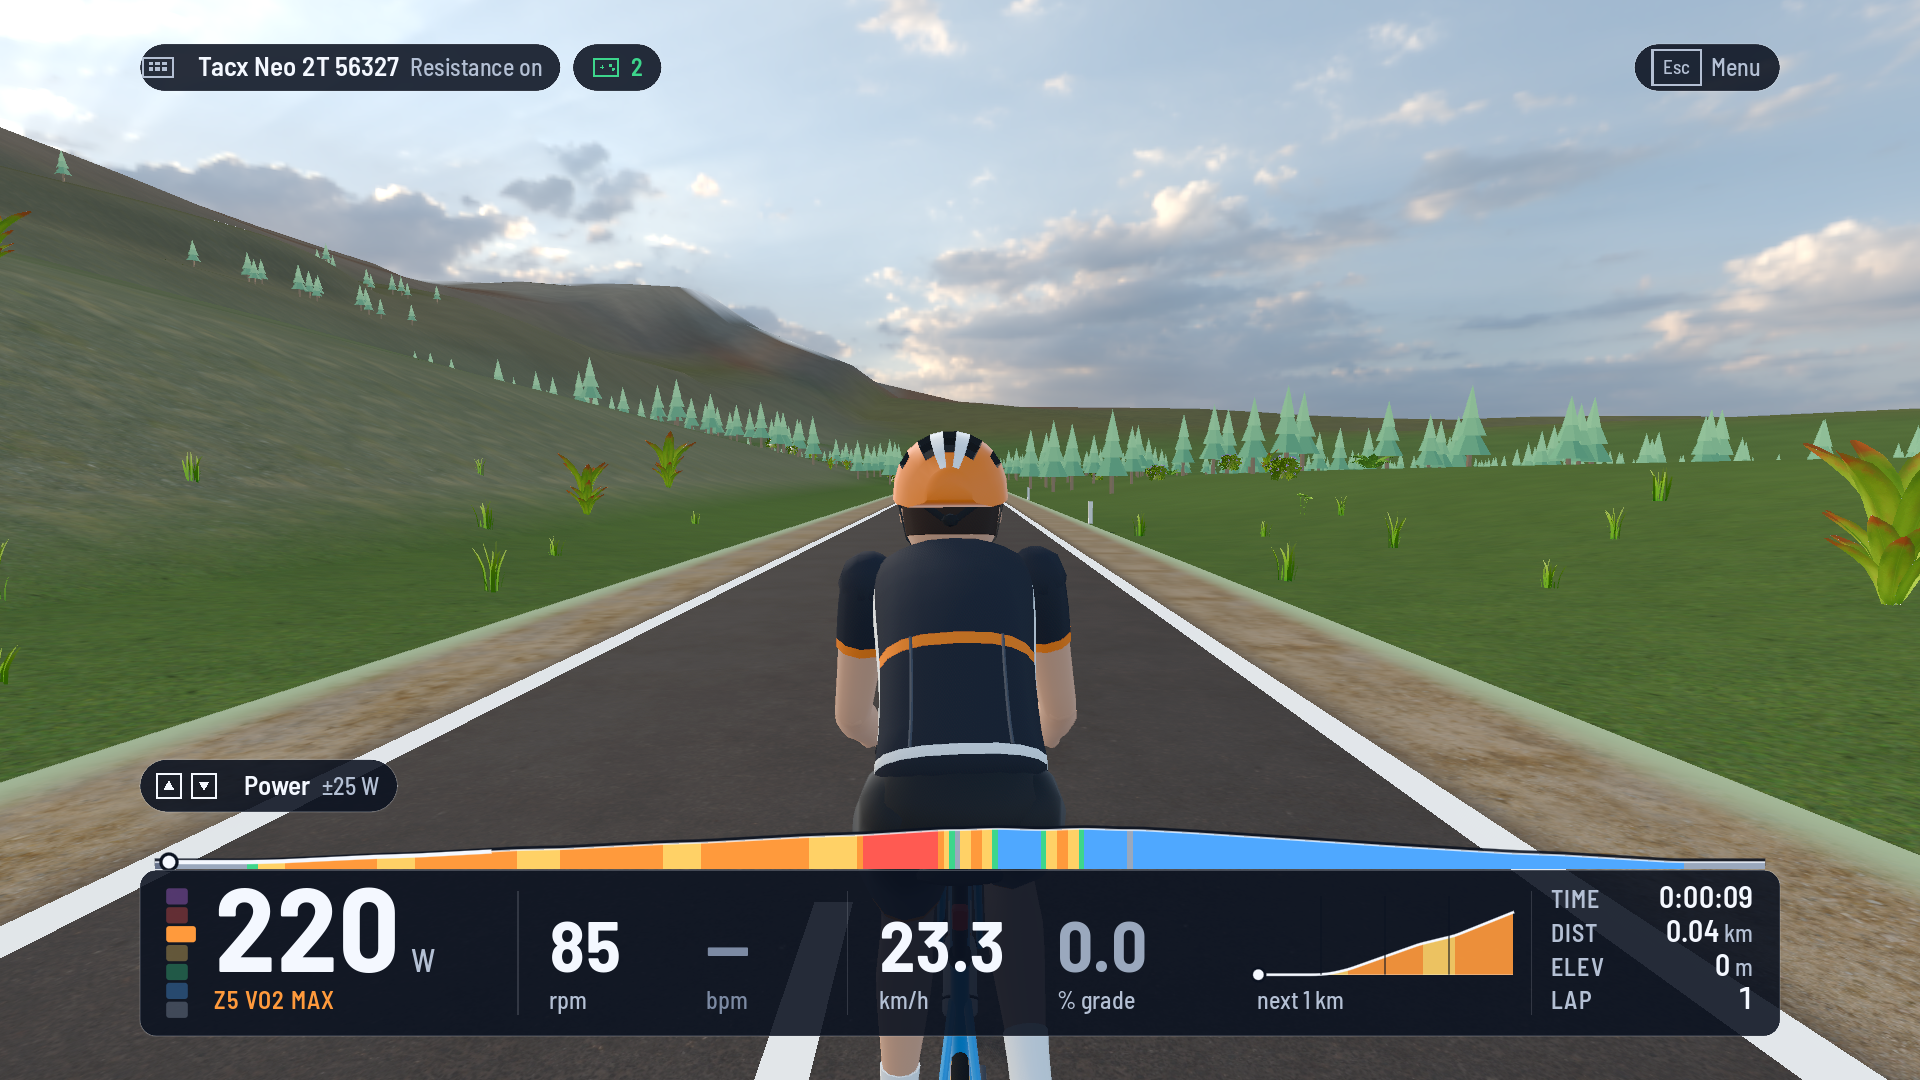 Tacx Neo 2T 56327 Resistance on
2
Esc Menu
Power ±25 W
220 W
Z5 VO2 MAX
85
rpm
–
bpm
23.3
km/h
0.0
% grade
next 1 km
TIME 0:00:09
DIST 0.04 km
ELEV 0 m
LAP 1